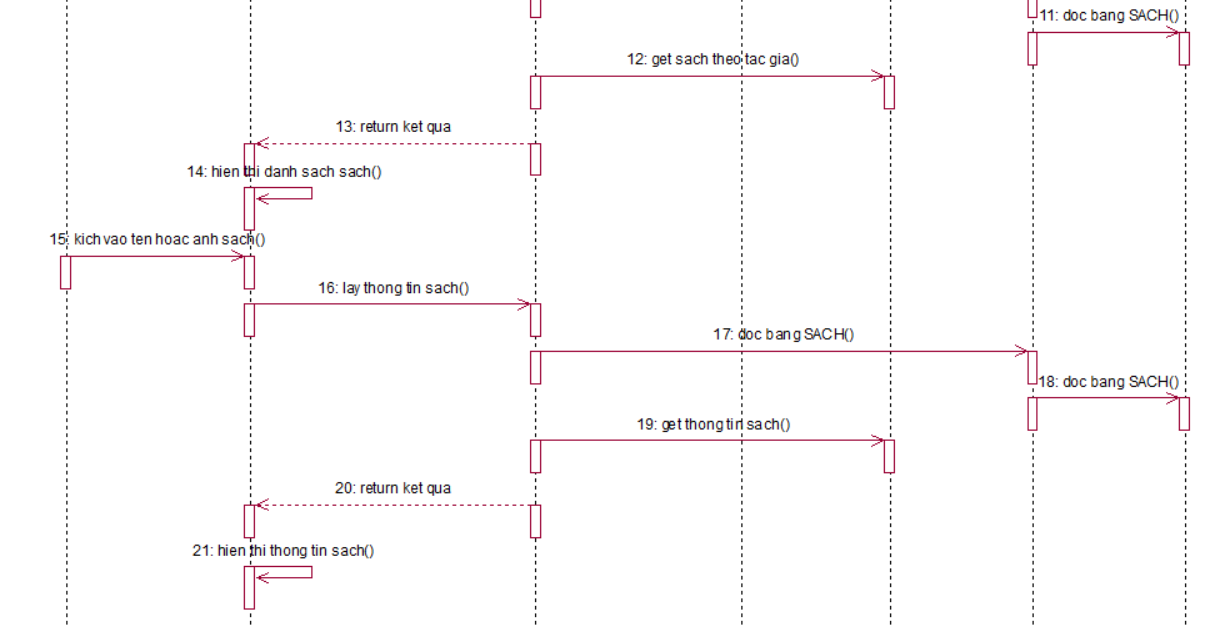 11: doc bang SACH()
12: get sach theo tac gia()
13: return ket qua
14: hien thi danh sach sach()
15: kich vao ten hoac anh sach()
16: lay thong tin sach()
17: doc bang SACH()
18: doc bang SACH()
19: get thong tin sach()
20: return ket qua
21: hien thi thong tin sach()